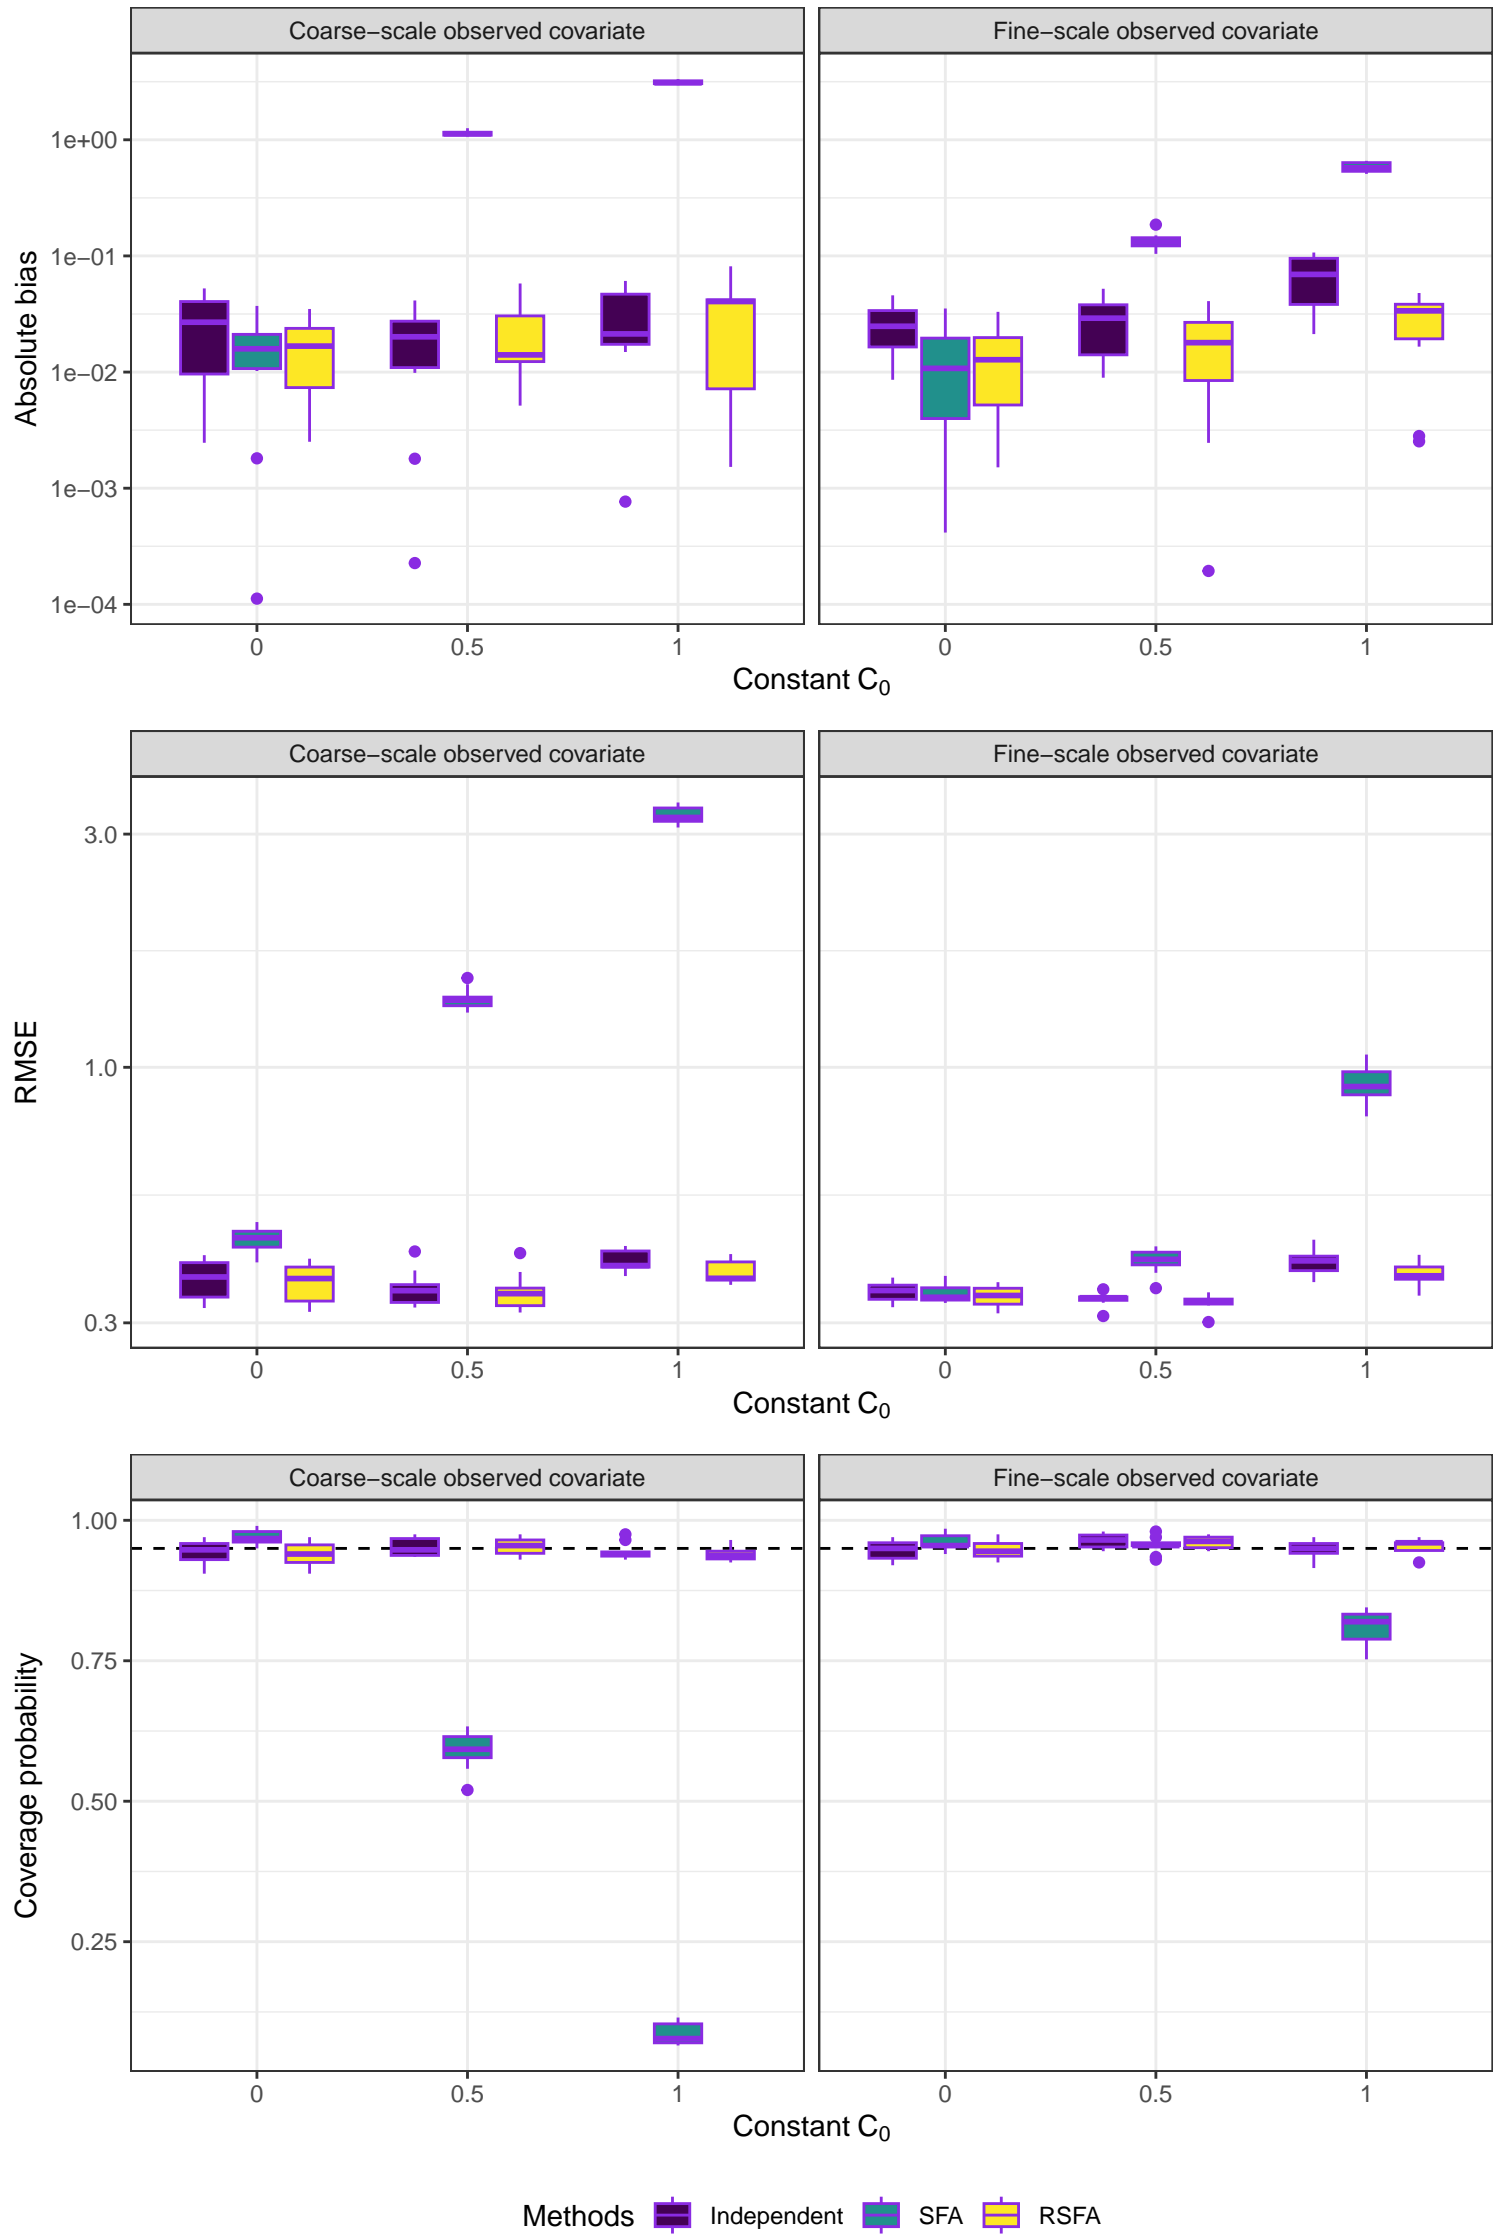 Coarse−scale observed covariate
Fine−scale observed covariate
Absolute bias
1e+00
1e−01
1e−02
1e−03
1e−04
0 0.5 1
0 0.5 1
Constant C0
Coarse−scale observed covariate
Fine−scale observed covariate
RMSE
3.0
1.0
0.3
0 0.5 1
0 0.5 1
Constant C0
Coarse−scale observed covariate
Fine−scale observed covariate
Coverage probability
1.00
0.75
0.50
0.25
0 0.5 1
0 0.5 1
Constant C0
Methods Independent SFA RSFA